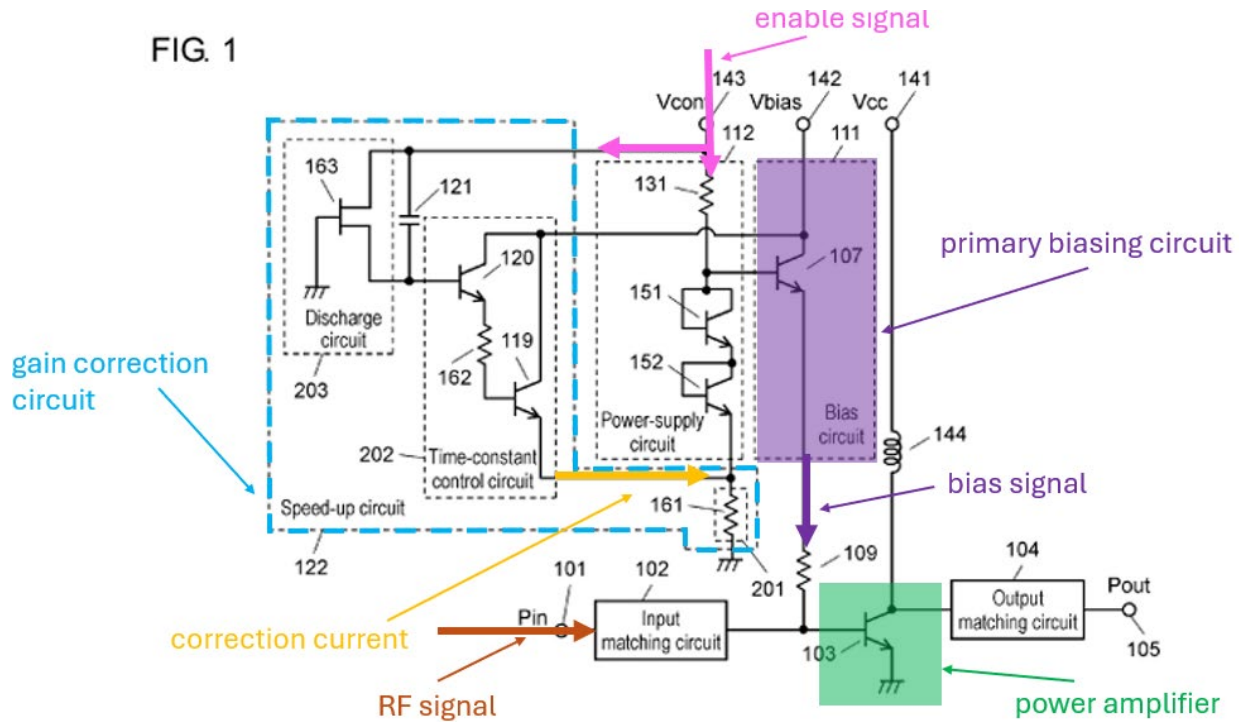 enable signal
FIG. 1
143
142
141
Vcont
Vbias
Vcc
112
111
163
121
131
120
107
primary biasing circuit
151
Discharge
circuit
119
152
162
gain correction
circuit
203
Power-supply
circuit
Bias
circuit
144
202
Time-constant
control circuit
bias signal
Speed-up circuit
161
122
109
101
102
201
104
Pin
Input
matching circuit
Output
matching circuit
Pout
correction current
103
105
RF signal
power amplifier